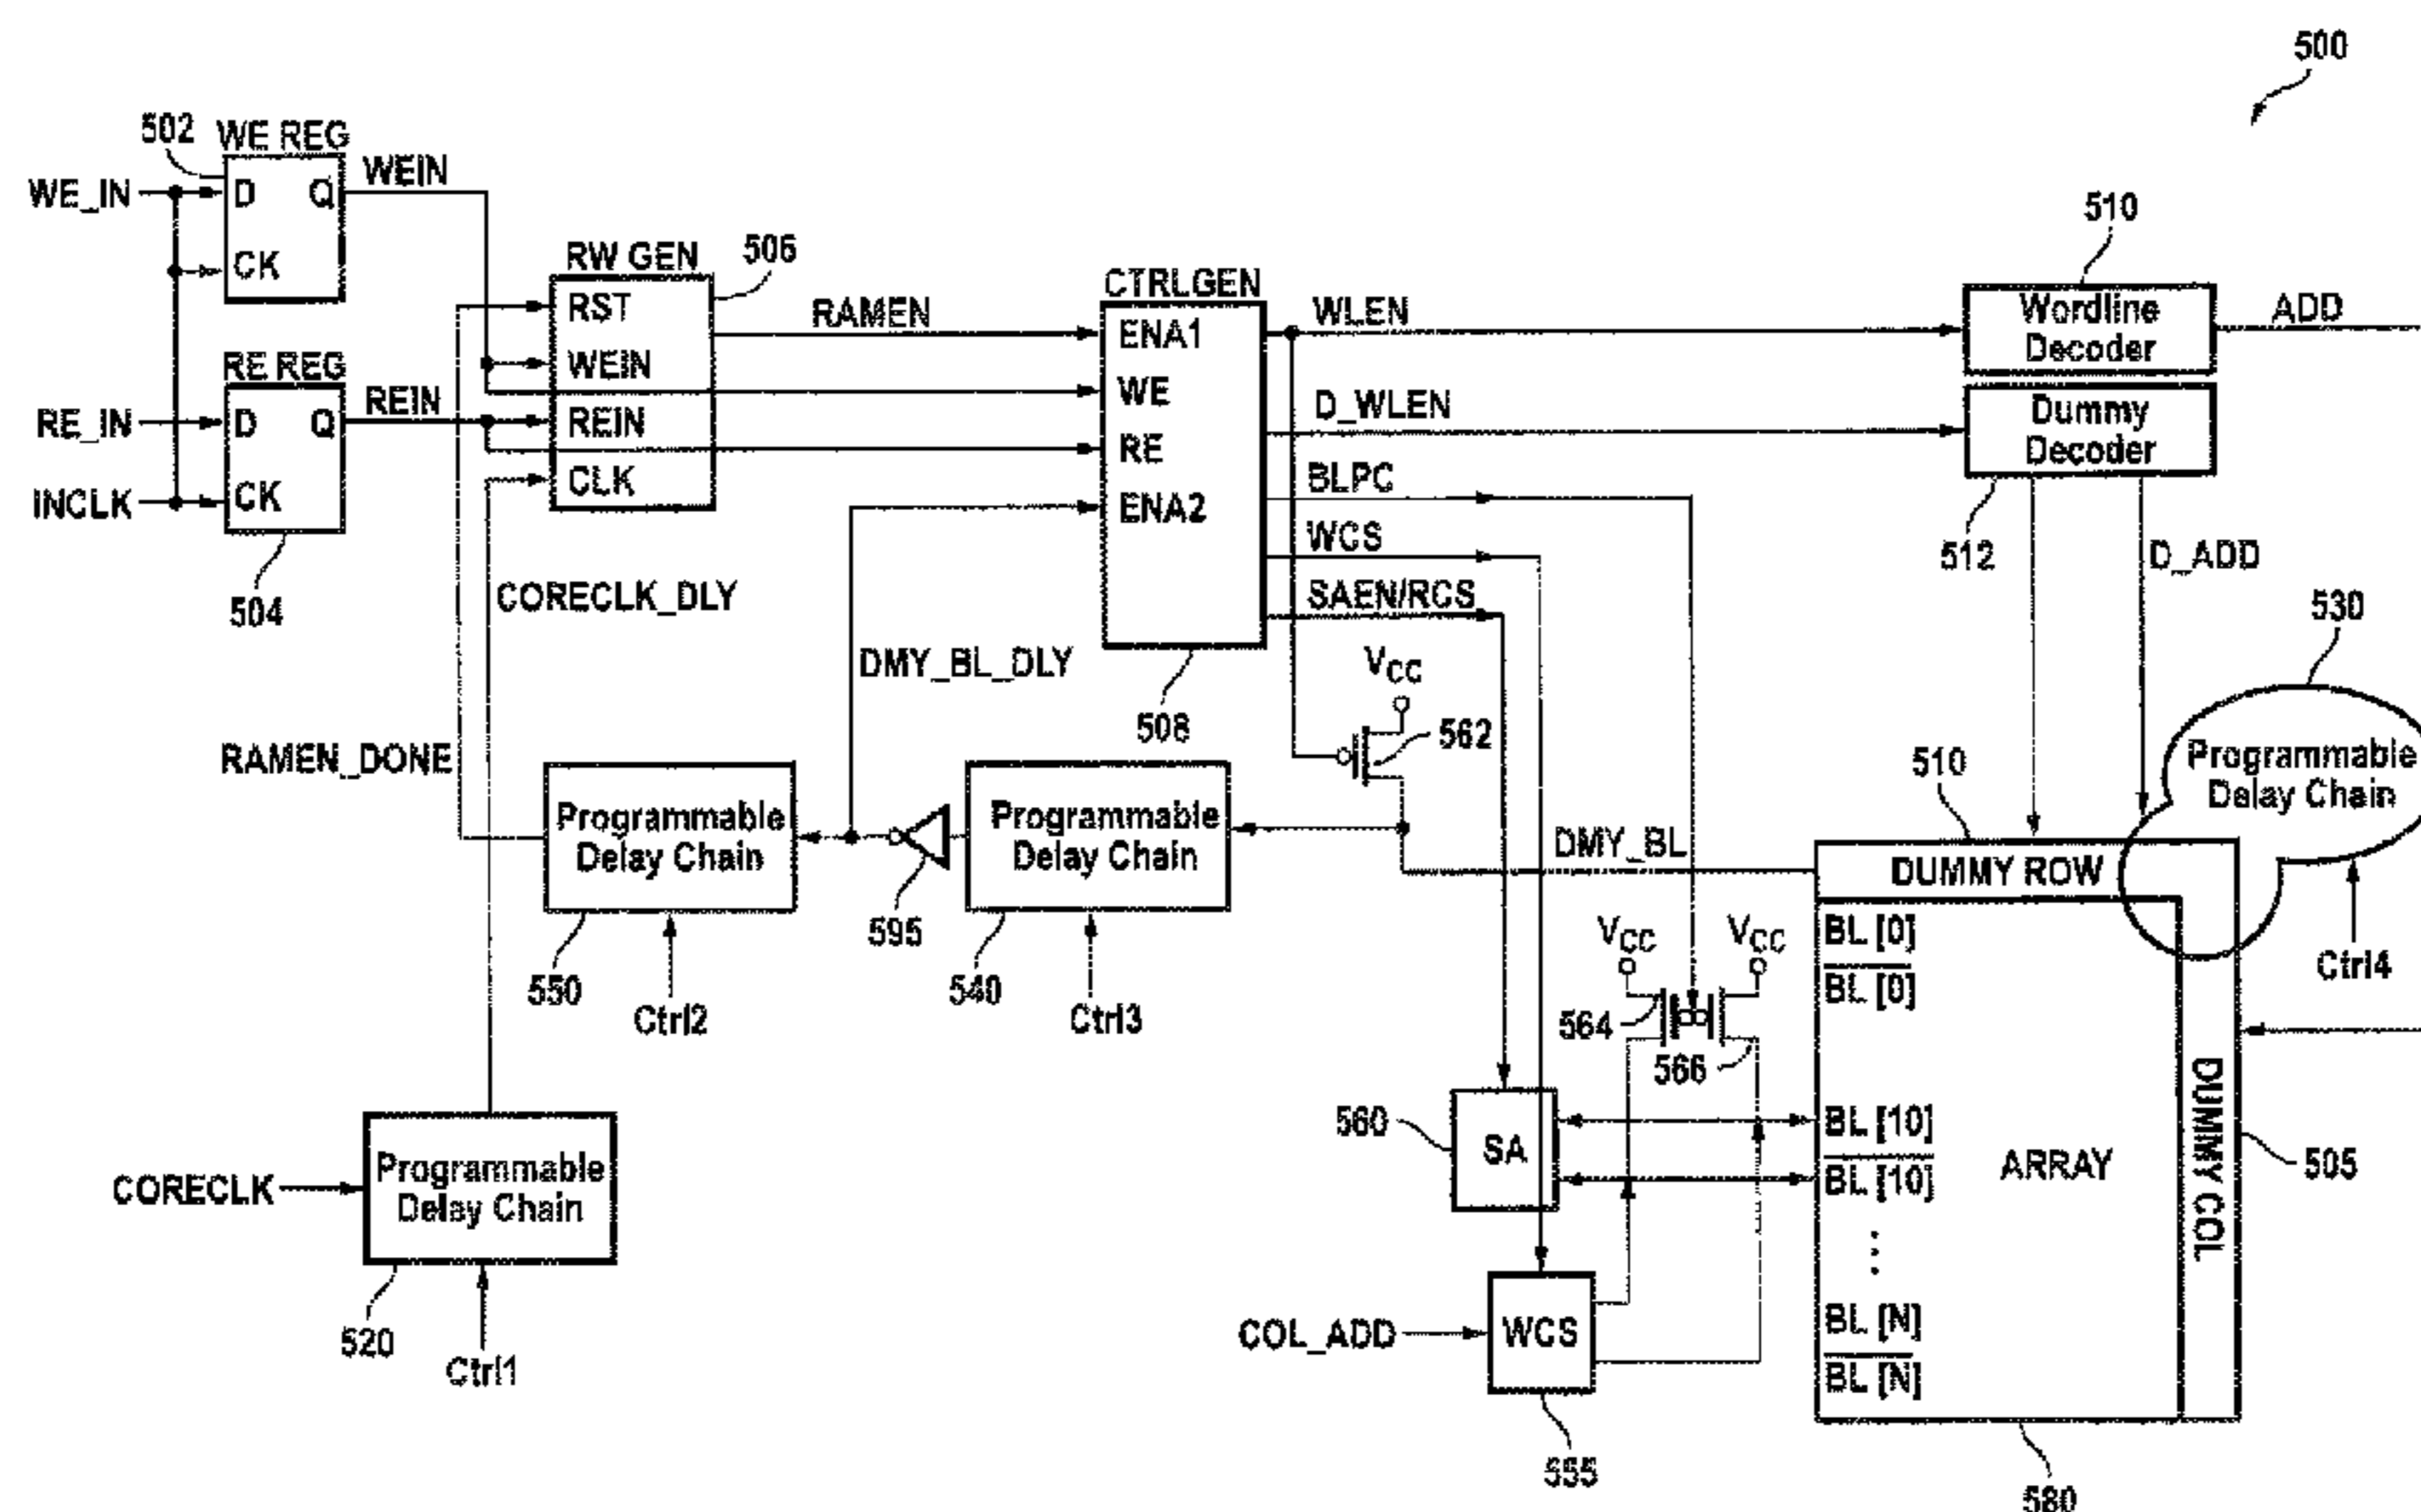 500
502
WE REG
WE_IN
D
Q
CK
WEIN
RE REG
RE_IN
D
Q
CK
REIN
INCLK
504
RW GEN
506
RST
WEIN
REIN
CLK
RAMEN
CORECLK_DLY
CTRLGEN
ENA1
WE
RE
ENA2
508
WLEN
D_WLEN
BLPC
WCS
SAEN/RCS
510
Wordline
Decoder
ADD
Dummy
Decoder
512
D_ADD
530
Programmable
Delay Chain
Ctrl4
DMY_BL_DLY
VCC
562
RAMEN_DONE
Programmable
Delay Chain
550
Ctrl2
595
Programmable
Delay Chain
540
Ctrl3
DMY_BL
510
DUMMY ROW
VCC
VCC
564
566
BL [0]
BL [0]
BL [10]
BL [10]
⋮
BL [N]
BL [N]
ARRAY
DUMMY COL
505
580
560
SA
COL_ADD
WCS
555
CORECLK
Programmable
Delay Chain
520
Ctrl1